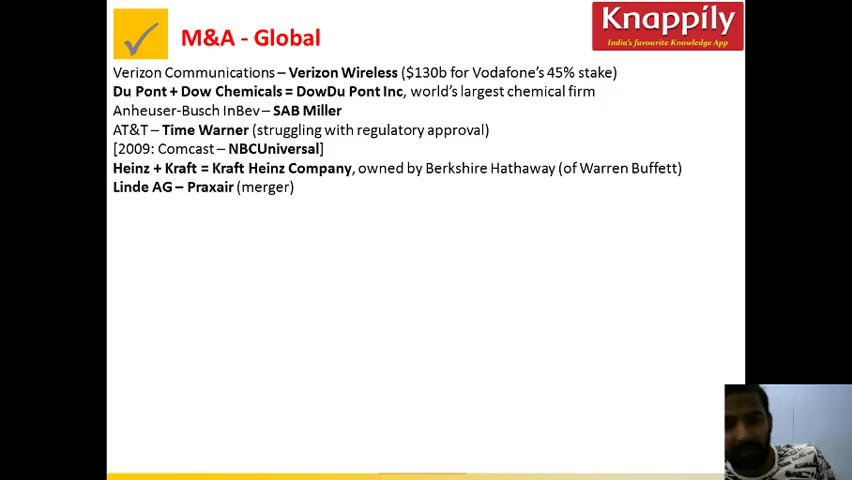 M&A - Global
Knappily
India's favourite Knowledge App
Verizon Communications – Verizon Wireless ($130b for Vodafone's 45% stake)
Du Pont + Dow Chemicals = DowDu Pont Inc, world's largest chemical firm
Anheuser-Busch InBev – SAB Miller
AT&T – Time Warner (struggling with regulatory approval)
[2009: Comcast – NBCUniversal]
Heinz + Kraft = Kraft Heinz Company, owned by Berkshire Hathaway (of Warren Buffett)
Linde AG – Praxair (merger)